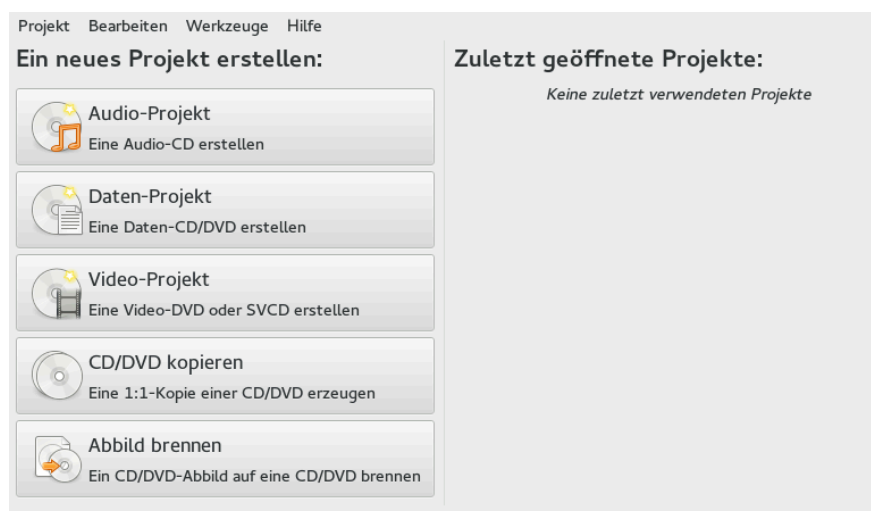 Projekt Bearbeiten Werkzeuge Hilfe
Ein neues Projekt erstellen:
Audio-Projekt
Eine Audio-CD erstellen
Daten-Projekt
Eine Daten-CD/DVD erstellen
Video-Projekt
Eine Video-DVD oder SVCD erstellen
CD/DVD kopieren
Eine 1:1-Kopie einer CD/DVD erzeugen
Abbild brennen
Ein CD/DVD-Abbild auf eine CD/DVD brennen
Zuletzt geöffnete Projekte:
Keine zuletzt verwendeten Projekte